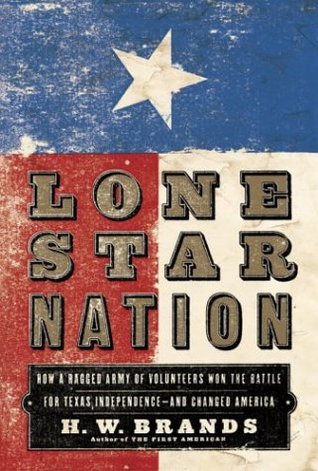 LONE
STAR
NATION
HOW A RAGGED ARMY OF VOLUNTEERS WON THE BATTLE
FOR TEXAS INDEPENDENCE—AND CHANGED AMERICA
H. W. BRANDS
Author of THE FIRST AMERICAN